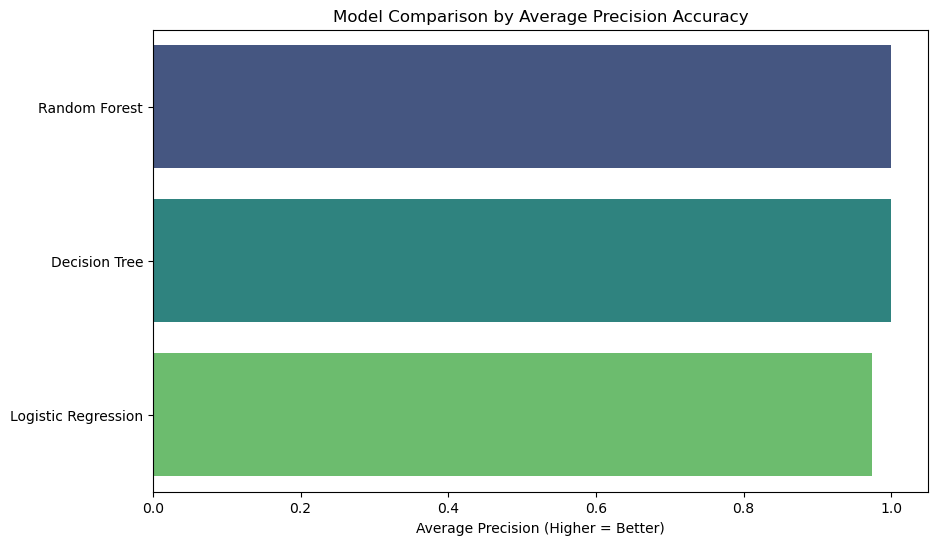 Model Comparison by Average Precision Accuracy
Random Forest
Decision Tree
Logistic Regression
0.0 0.2 0.4 0.6 0.8 1.0
Average Precision (Higher = Better)